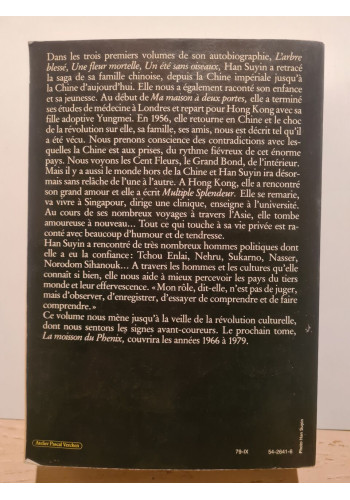 Dans les trois premiers volumes de son autobiographie, L'arbre
blessé, Une fleur mortelle, Un été sans oiseaux, Han Suyin a retracé
la saga de sa famille chinoise, depuis la Chine impériale jusqu'à
la Chine d'aujourd'hui. Elle nous a également raconté son enfance
et sa jeunesse. Au début de Ma maison a deux portes, elle a terminé
ses études de médecine à Londres et repart pour Hong Kong avec sa
fille adoptive Yungmei. En 1956, elle retourne en Chine et le choc
de la révolution sur elle, sa famille, ses amis, nous est décrit tel qu'il
a été vécu. Nous prenons conscience des contradictions avec les-
quelles la Chine est aux prises, du rythme fiévreux de cet énorme
pays. Nous voyons les Cent Fleurs, le Grand Bond, de l'intérieur.
Mais il y a aussi le monde hors de la Chine et Han Suyin ira désor-
mais sans relâche de l'une à l'autre. A Hong Kong, elle a rencontré
son grand amour et elle a écrit Multiple Splendeur. Elle se remarie,
va vivre à Singapour, dirige une clinique, enseigne à l'université.
Au cours de ses nombreux voyages à travers l'Asie, elle tombe
amoureuse à nouveau... Tout ce qui touche à sa vie privée est ra-
conté avec beaucoup d'humour et de tendresse.
Han Suyin a rencontré de très nombreux hommes politiques dont
elle a eu la confiance : Tchou Enlai, Nehru, Sukarno, Nasser,
Norodom Sihanouk... A travers les hommes et les cultures qu'elle
connaît si bien, elle nous aide à mieux percevoir les pays du tiers
monde et leur effervescence. « Mon rôle, dit-elle, n'est pas de juger,
mais d'observer, d'enregistrer, d'essayer de comprendre et de faire
comprendre. »
Ce volume nous mène jusqu'à la veille de la révolution culturelle,
dont nous sentons les signes avant-coureurs. Le prochain tome,
La moisson du Phenix, couvrira les années 1966 à 1979.
Atelier Pascal Vercken
79-IX
54-2641-6
Photo Han Suyin